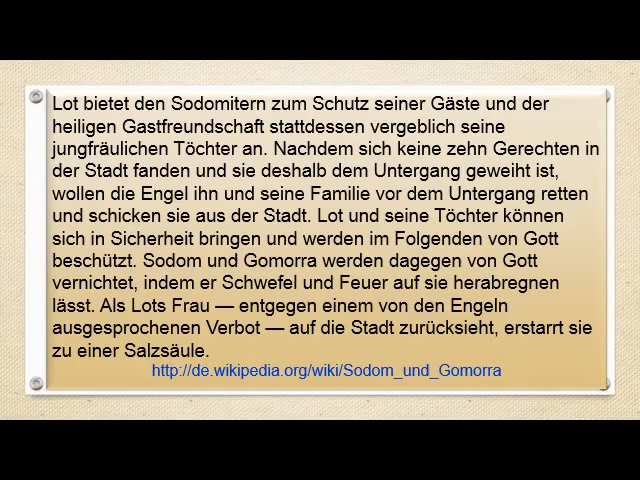 Lot bietet den Sodomitern zum Schutz seiner Gäste und der
heiligen Gastfreundschaft stattdessen vergeblich seine
jungfräulichen Töchter an. Nachdem sich keine zehn Gerechten in
der Stadt fanden und sie deshalb dem Untergang geweiht ist,
wollen die Engel ihn und seine Familie vor dem Untergang retten
und schicken sie aus der Stadt. Lot und seine Töchter können
sich in Sicherheit bringen und werden im Folgenden von Gott
beschützt. Sodom und Gomorra werden dagegen von Gott
vernichtet, indem er Schwefel und Feuer auf sie herabregnen
lässt. Als Lots Frau — entgegen einem von den Engeln
ausgesprochenen Verbot — auf die Stadt zurücksieht, erstarrt sie
zu einer Salzsäule.
http://de.wikipedia.org/wiki/Sodom_und_Gomorra